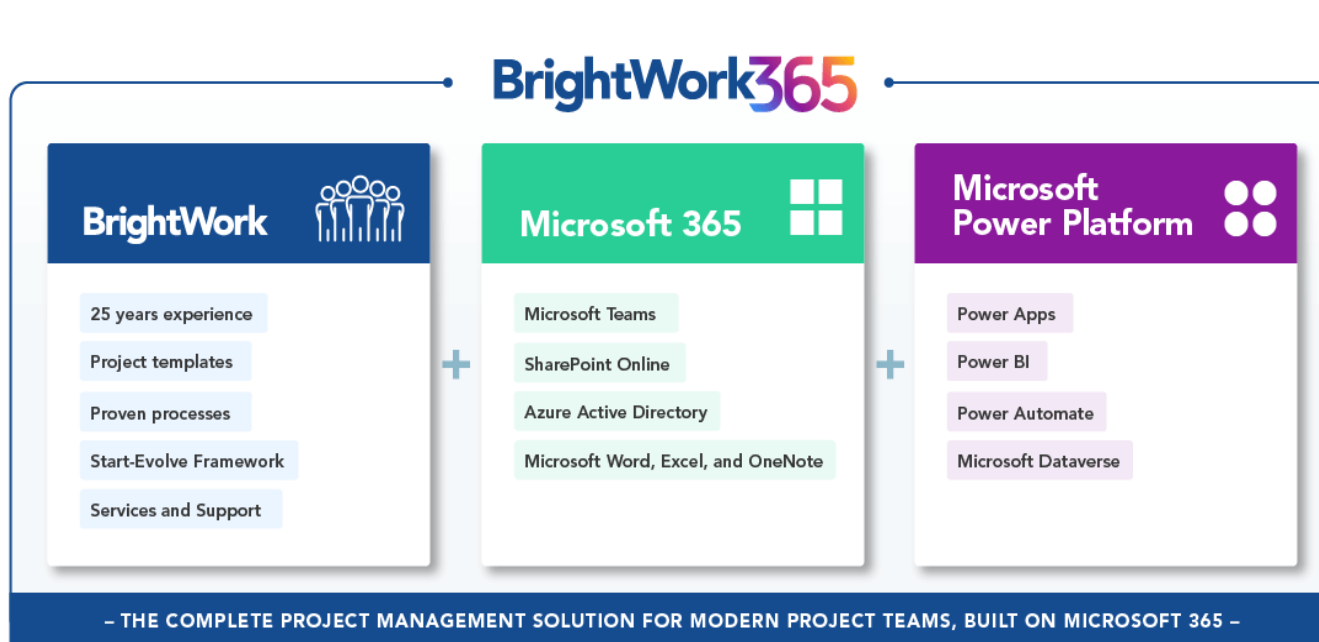 BrightWork365
BrightWork
25 years experience
Project templates
Proven processes
Start-Evolve Framework
Services and Support
+
Microsoft 365
Microsoft Teams
SharePoint Online
Azure Active Directory
Microsoft Word, Excel, and OneNote
+
Microsoft
Power Platform
Power Apps
Power BI
Power Automate
Microsoft Dataverse
– THE COMPLETE PROJECT MANAGEMENT SOLUTION FOR MODERN PROJECT TEAMS, BUILT ON MICROSOFT 365 –